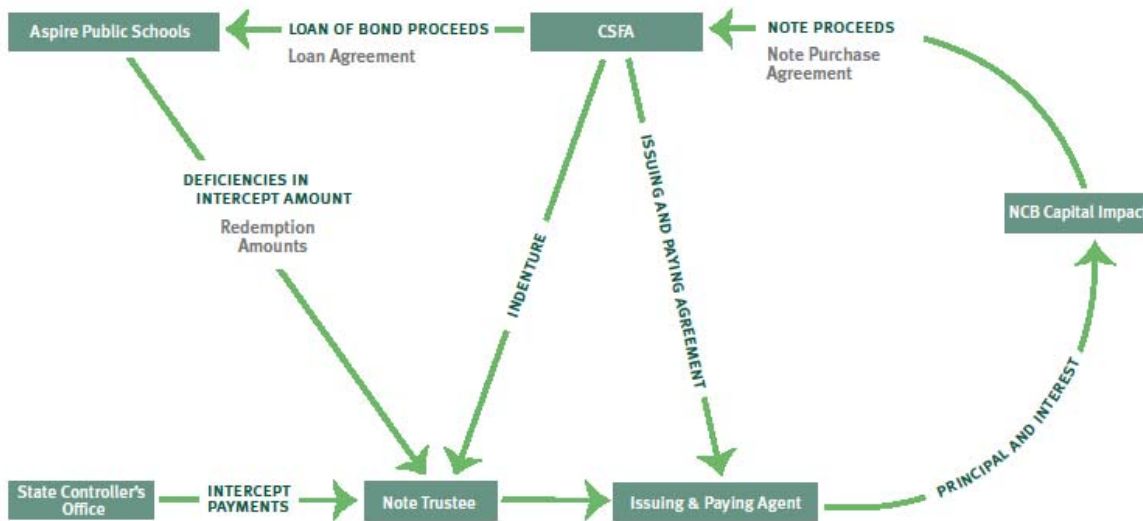 Aspire Public Schools
LOAN OF BOND PROCEEDS
Loan Agreement
CSFA
NOTE PROCEEDS
Note Purchase
Agreement
DEFICIENCIES IN
INTERCEPT AMOUNT
Redemption
Amounts
INDENTURE
ISSUING AND PAYING AGREEMENT
NCB Capital Impact
PRINCIPAL AND INTEREST
State Controller's
Office
INTERCEPT
PAYMENTS
Note Trustee
Issuing & Paying Agent